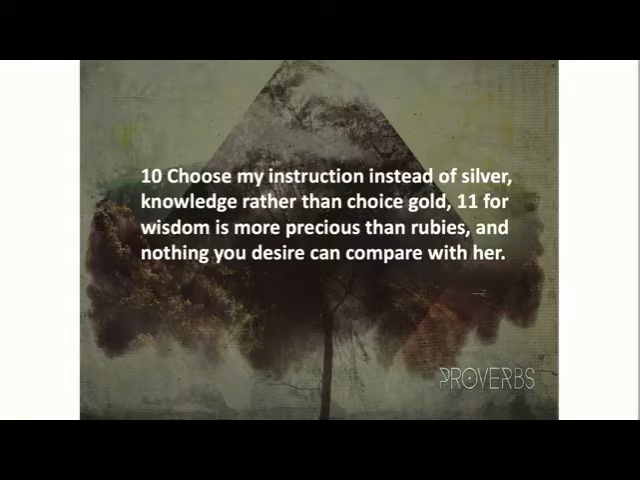 10 Choose my instruction instead of silver,
knowledge rather than choice gold, 11 for
wisdom is more precious than rubies, and
nothing you desire can compare with her.
PROVERBS